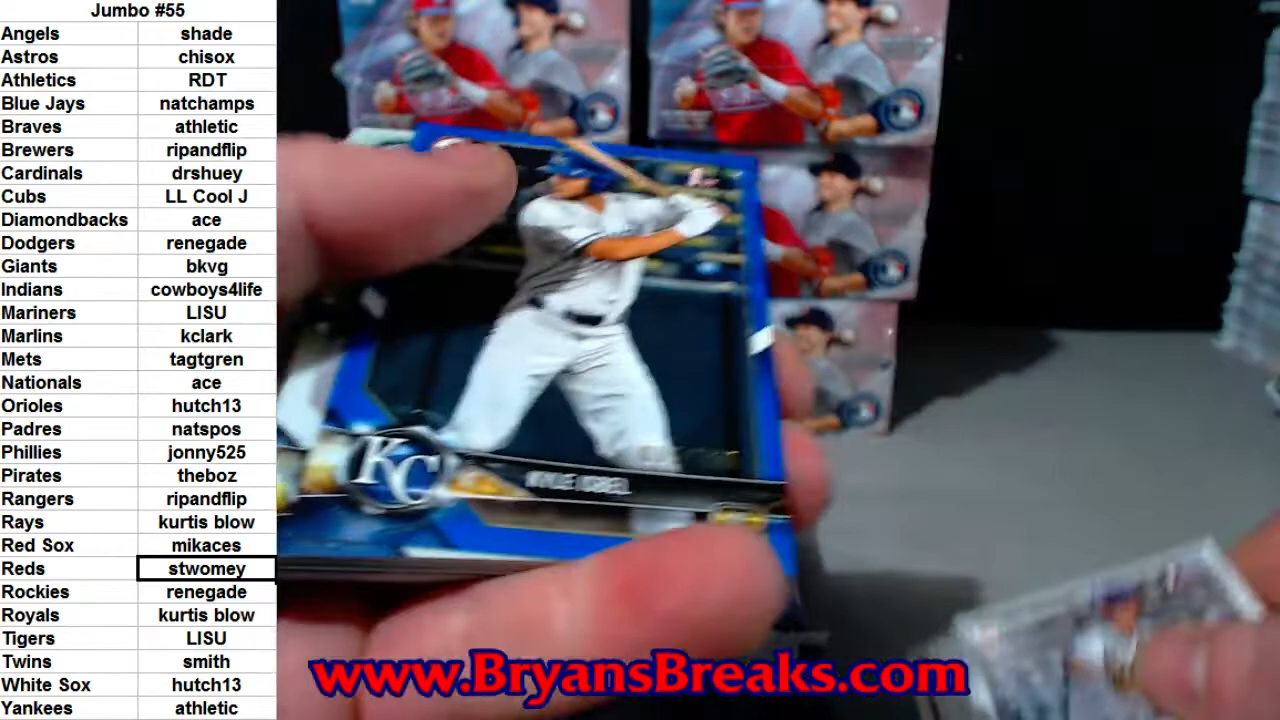 Jumbo #55
Angels shade
Astros chisox
Athletics RDT
Blue Jays natchamps
Braves athletic
Brewers ripandflip
Cardinals drshuey
Cubs LL Cool J
Diamondbacks ace
Dodgers renegade
Giants bkvg
Indians cowboys4life
Mariners LISU
Marlins kclark
Mets tagtgren
Nationals ace
Orioles hutch13
Padres natspos
Phillies jonny525
Pirates theboz
Rangers ripandflip
Rays kurtis blow
Red Sox mikaces
Reds stwomey
Rockies renegade
Royals kurtis blow
Tigers LISU
Twins smith
White Sox hutch13
Yankees athletic
KC
KYLE ISBEL
www.BryansBreaks.com